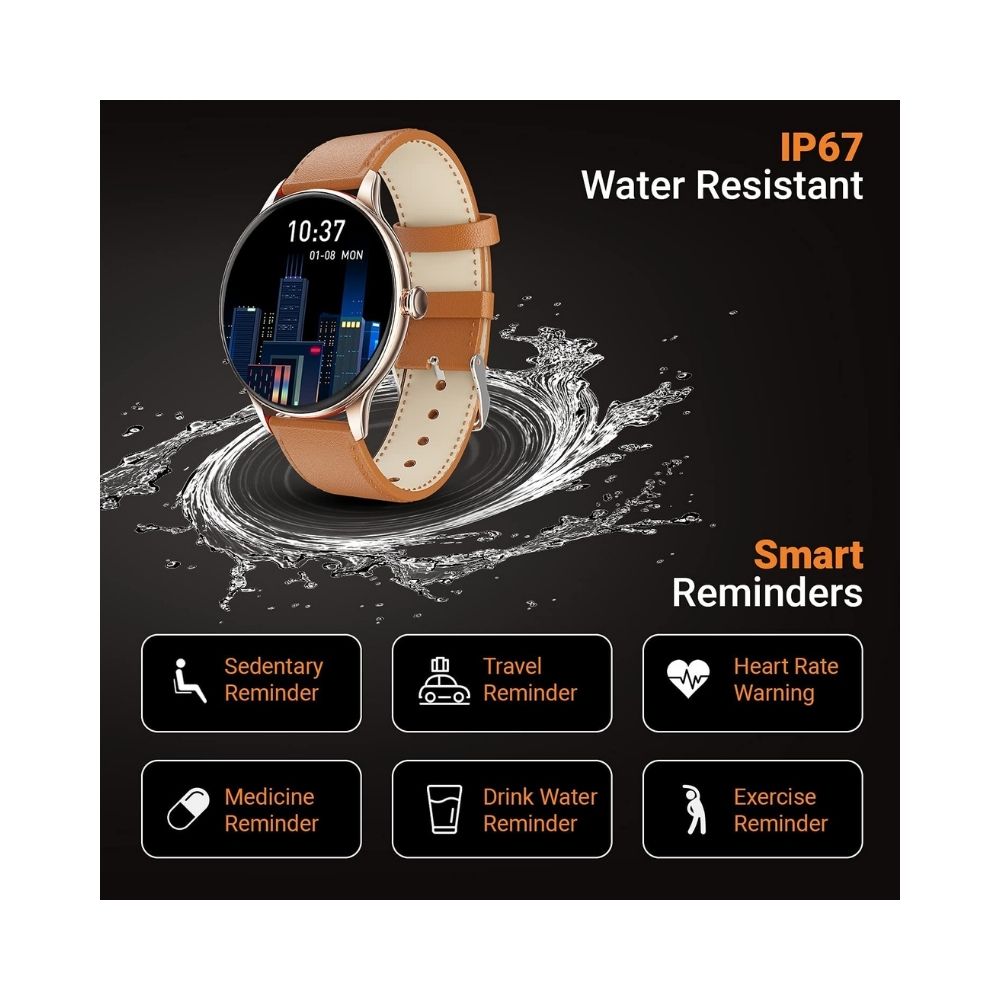 IP67
Water Resistant
10:37
01-08 MON
Smart
Reminders
Sedentary
Reminder
Travel
Reminder
Heart Rate
Warning
Medicine
Reminder
Drink Water
Reminder
Exercise
Reminder